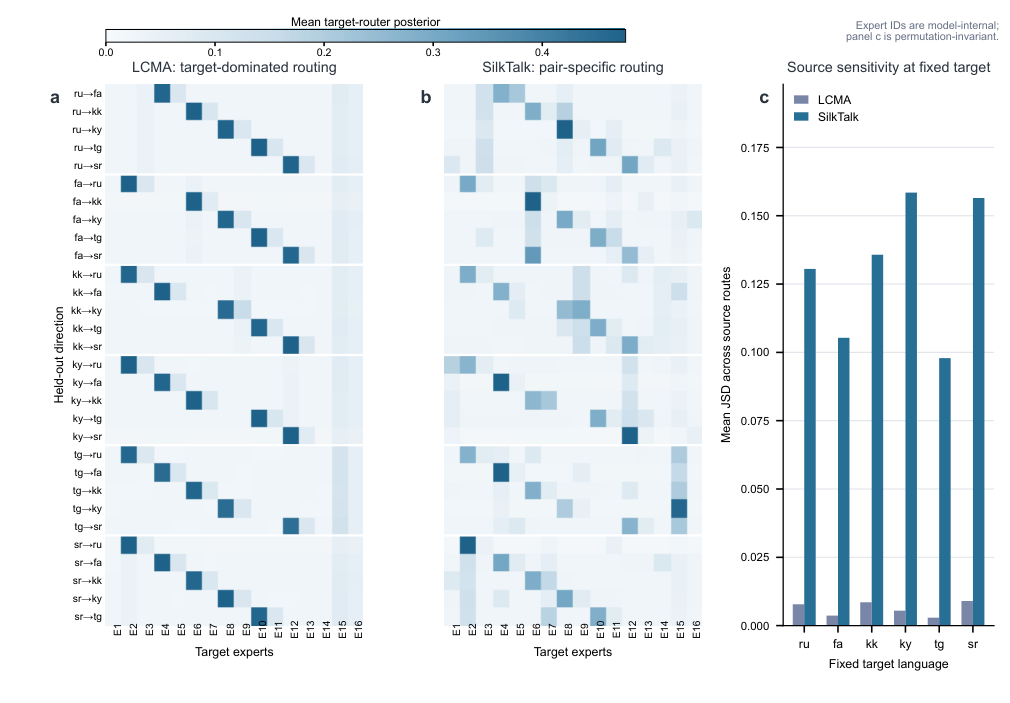 Mean target-router posterior
0.0 0.1 0.2 0.3 0.4
Expert IDs are model-internal;
panel c is permutation-invariant.
a
LCMA: target-dominated routing
Held-out direction
ru→fa
ru→kk
ru→ky
ru→tg
ru→sr
fa→ru
fa→kk
fa→ky
fa→tg
fa→sr
kk→ru
kk→fa
kk→ky
kk→tg
kk→sr
ky→ru
ky→fa
ky→kk
ky→tg
ky→sr
tg→ru
tg→fa
tg→kk
tg→ky
tg→sr
sr→ru
sr→fa
sr→kk
sr→ky
sr→tg
E1 E2 E3 E4 E5 E6 E7 E8 E9 E10 E11 E12 E13 E14 E15 E16
Target experts
b
SilkTalk: pair-specific routing
E1 E2 E3 E4 E5 E6 E7 E8 E9 E10 E11 E12 E13 E14 E15 E16
Target experts
c
Source sensitivity at fixed target
LCMA
SilkTalk
Mean JSD across source routes
0.175
0.150
0.125
0.100
0.075
0.050
0.025
0.000
ru fa kk ky tg sr
Fixed target language